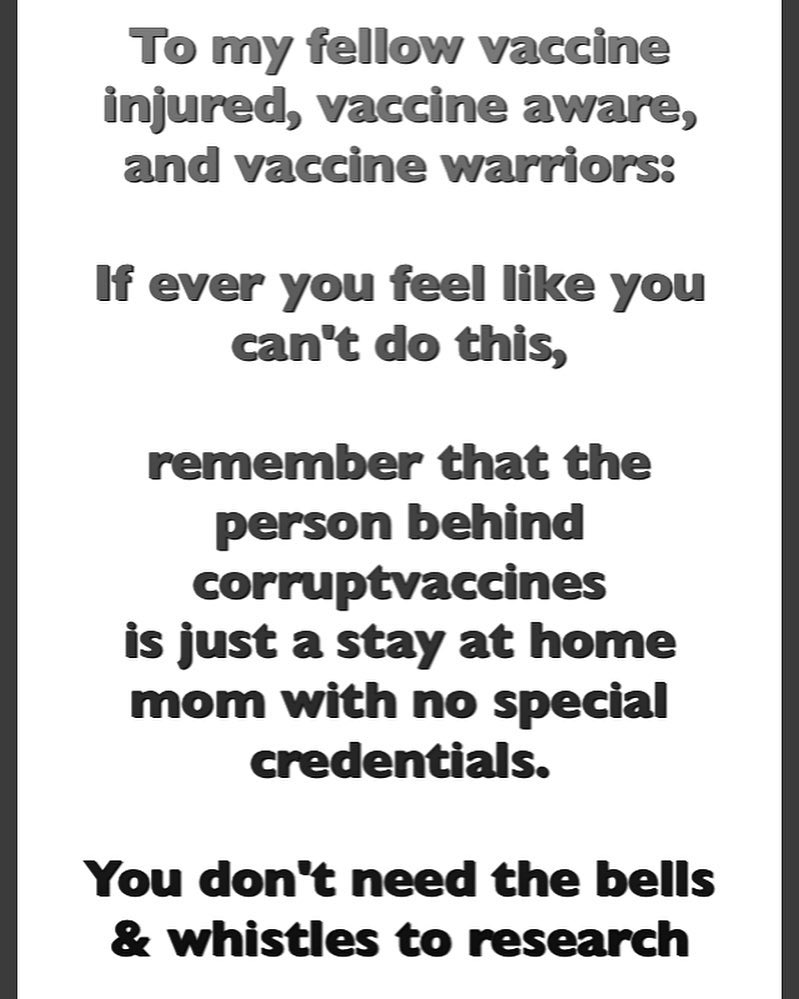 To my fellow vaccine
injured, vaccine aware,
and vaccine warriors:
If ever you feel like you
can't do this,
remember that the
person behind
corruptvaccines
is just a stay at home
mom with no special
credentials.
You don't need the bells
& whistles to research